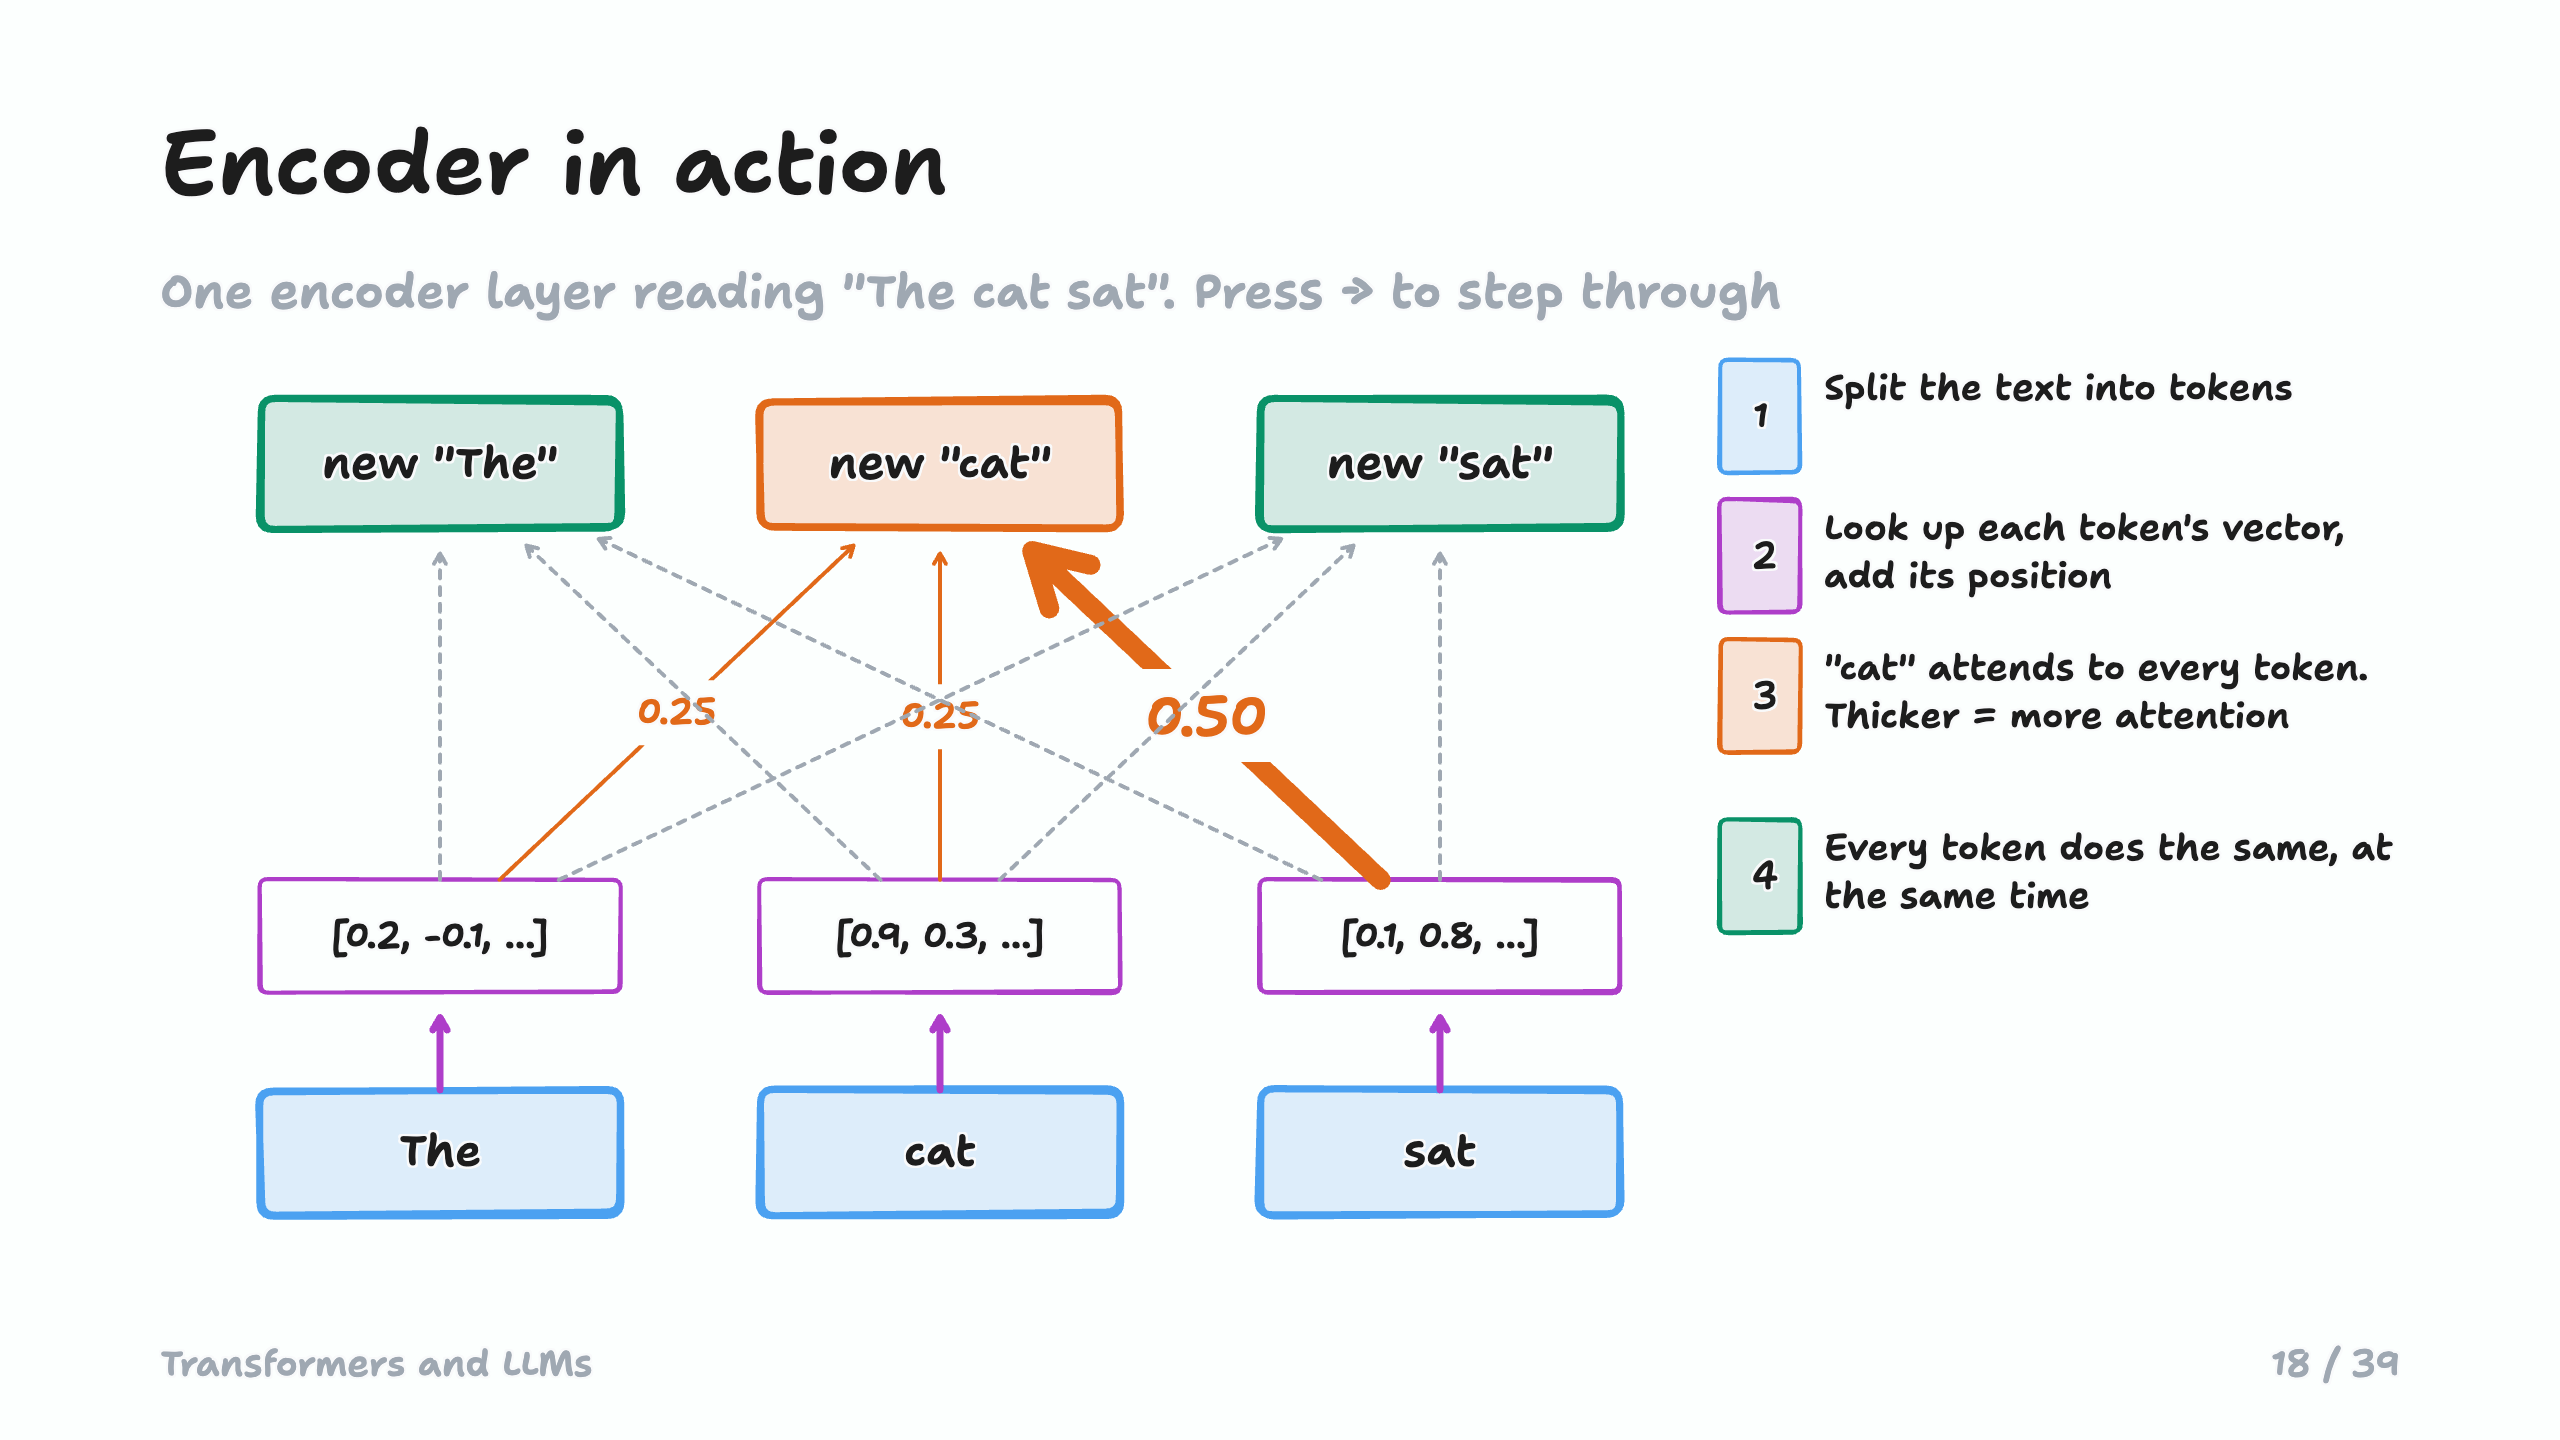 Encoder in action
One encoder layer reading "The cat sat". Press → to step through
new "The"
new "cat"
new "sat"
0.25
0.25
0.50
[0.2, -0.1, ...]
[0.9, 0.3, ...]
[0.1, 0.8, ...]
The
cat
sat
1
Split the text into tokens
2
Look up each token's vector,
add its position
3
"cat" attends to every token.
Thicker = more attention
4
Every token does the same, at
the same time
Transformers and LLMs
18 / 39